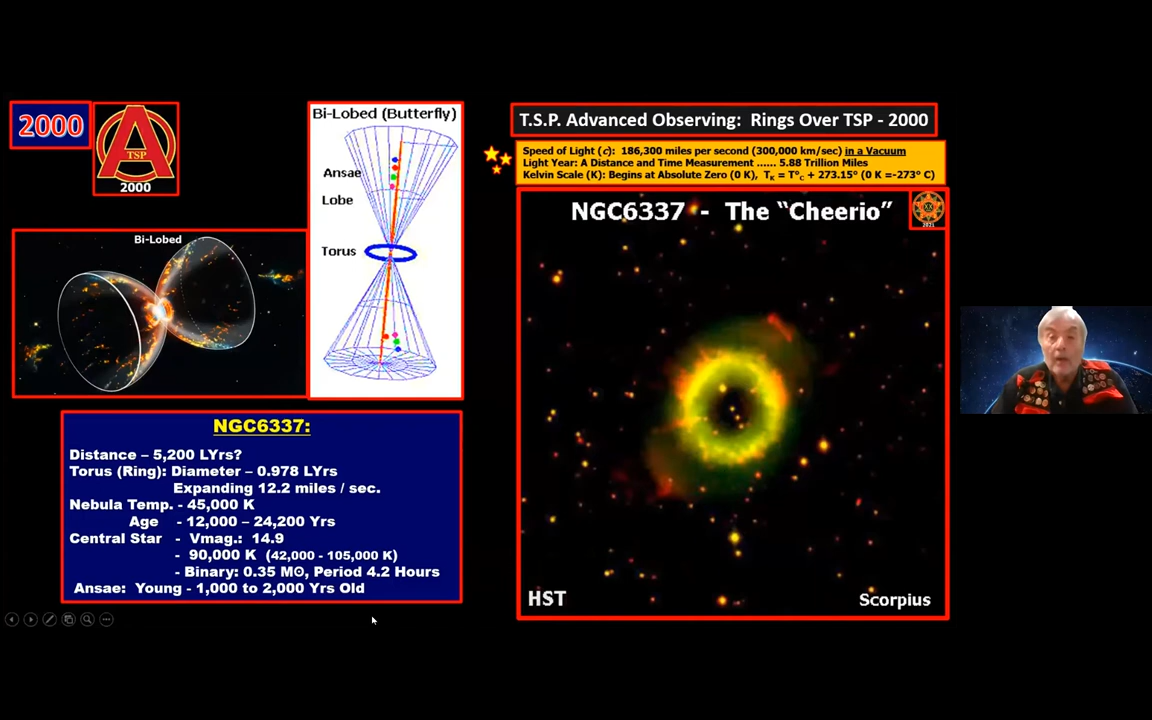 2000
A
TSP
2000
Bi-Lobed (Butterfly)
Ansae
Lobe
Torus
Bi-Lobed
NGC6337:
Distance – 5,200 LYrs?
Torus (Ring): Diameter – 0.978 LYrs
Expanding 12.2 miles / sec.
Nebula Temp. - 45,000 K
Age - 12,000 – 24,200 Yrs
Central Star - Vmag.: 14.9
- 90,000 K (42,000 - 105,000 K)
- Binary: 0.35 M⊙, Period 4.2 Hours
Ansae: Young - 1,000 to 2,000 Yrs Old
T.S.P. Advanced Observing: Rings Over TSP - 2000
Speed of Light (c): 186,300 miles per second (300,000 km/sec) in a Vacuum
Light Year: A Distance and Time Measurement ...... 5.88 Trillion Miles
Kelvin Scale (K): Begins at Absolute Zero (0 K), TK = T°C + 273.15° (0 K =-273° C)
NGC6337 - The “Cheerio”
2021
HST
Scorpius